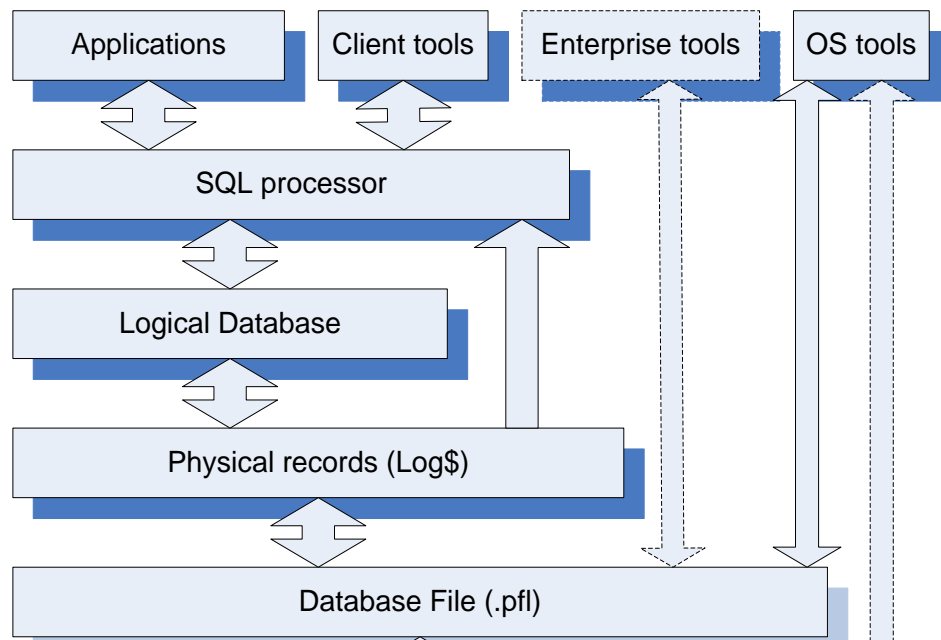 Applications
Client tools
Enterprise tools
OS tools
SQL processor
Logical Database
Physical records (Log$)
Database File (.pfl)